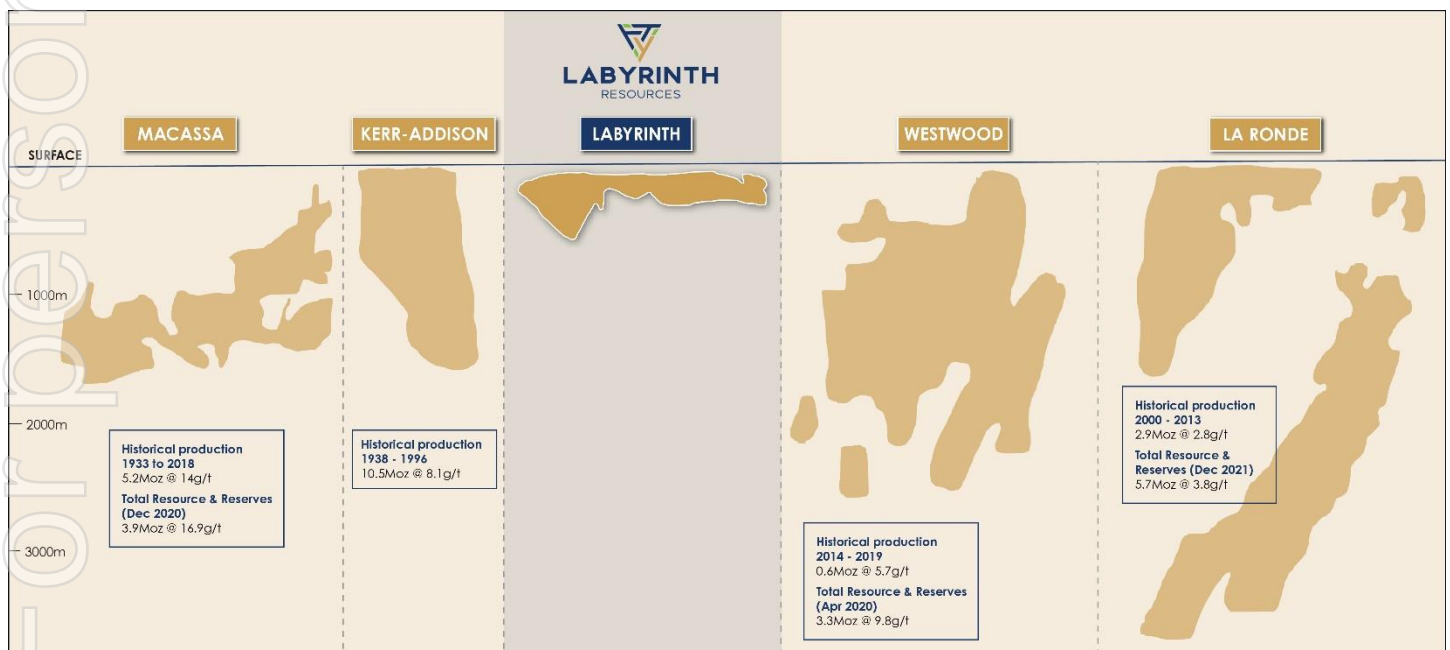 or person
LABYRINTH
RESOURCES
MACASSA
KERR-ADDISON
LABYRINTH
WESTWOOD
LA RONDE
SURFACE
1000m
2000m
3000m
Historical production
1933 to 2018
5.2Moz @ 14g/t
Total Resource & Reserves
(Dec 2020)
3.9Moz @ 16.9g/t
Historical production
1938 - 1996
10.5Moz @ 8.1g/t
Historical production
2014 - 2019
0.6Moz @ 5.7g/t
Total Resource & Reserves
(Apr 2020)
3.3Moz @ 9.8g/t
Historical production
2000 - 2013
2.9Moz @ 2.8g/t
Total Resource &
Reserves (Dec 2021)
5.7Moz @ 3.8g/t